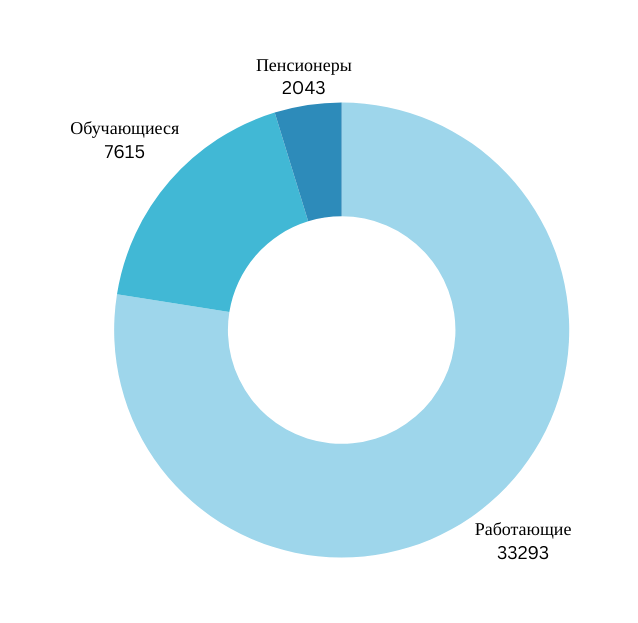 Пенсионеры
2043
Обучающиеся
7615
Работающие
33293